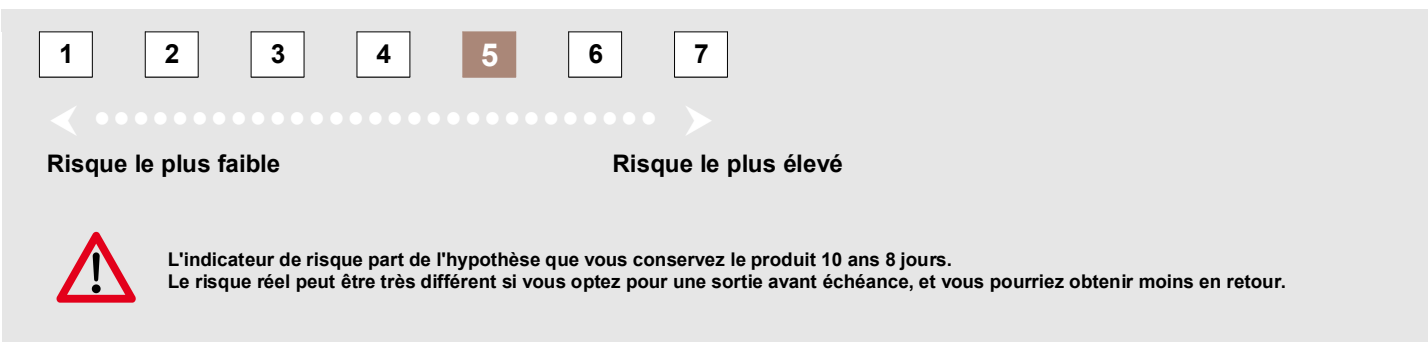 1 2 3 4 5 6 7
Risque le plus faible Risque le plus élevé
L'indicateur de risque part de l'hypothèse que vous conservez le produit 10 ans 8 jours.
Le risque réel peut être très différent si vous optez pour une sortie avant échéance, et vous pourriez obtenir moins en retour.